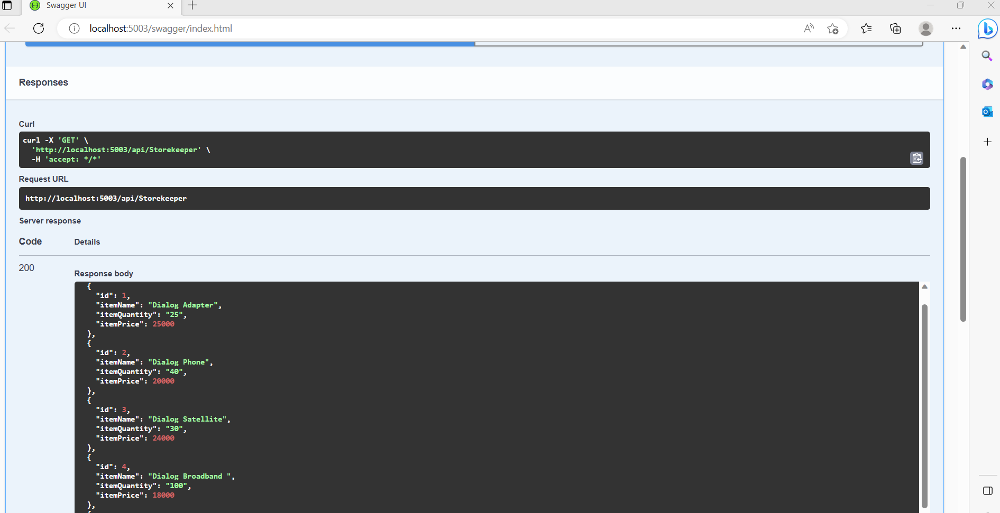 Swagger UI
localhost:5003/swagger/index.html
Responses
Curl
curl -X 'GET' \
'http://localhost:5003/api/Storekeeper' \
-H 'accept: */*'
Request URL
http://localhost:5003/api/Storekeeper
Server response
Code Details
200
Response body
{
"id": 1,
"itemName": "Dialog Adapter",
"itemQuantity": "25",
"itemPrice": 25000
},
{
"id": 2,
"itemName": "Dialog Phone",
"itemQuantity": "40",
"itemPrice": 20000
},
{
"id": 3,
"itemName": "Dialog Satellite",
"itemQuantity": "30",
"itemPrice": 24000
},
{
"id": 4,
"itemName": "Dialog Broadband ",
"itemQuantity": "100",
"itemPrice": 18000
},